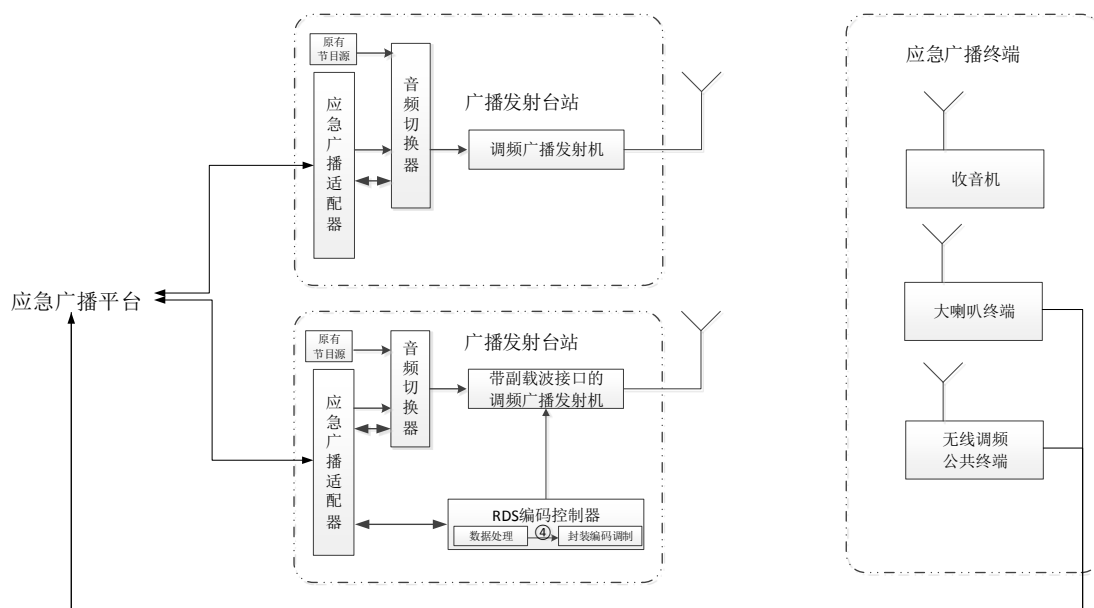 应急广播平台
原有
节目源
应急广播适配器
音频切换器
广播发射台站
调频广播发射机
原有
节目源
应急广播适配器
音频切换器
广播发射台站
带副载波接口的
调频广播发射机
RDS编码控制器
数据处理
④
封装编码调制
应急广播终端
收音机
大喇叭终端
无线调频
公共终端